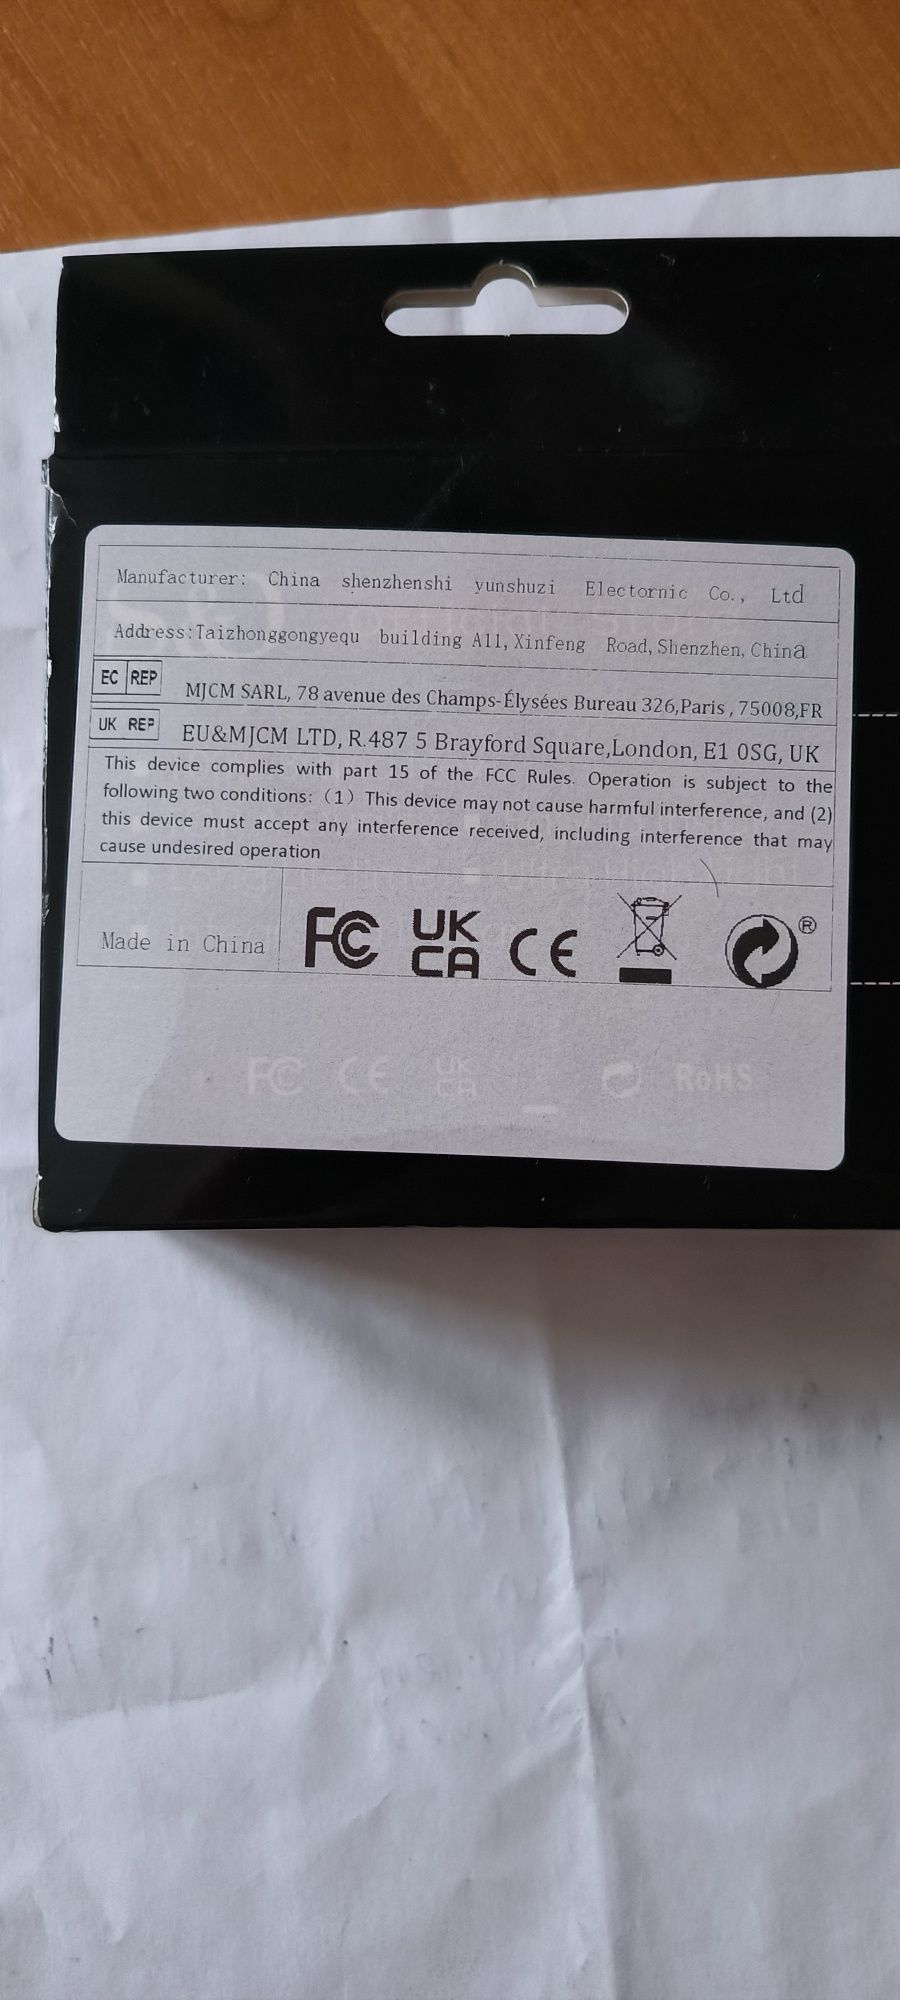 Manufacturer: China shenzhenshi yunshuzi Electornic Co., Ltd
Address:Taizhonggongyequ building A11, Xinfeng Road, Shenzhen, China
EC REP MJCM SARL, 78 avenue des Champs-Élysées Bureau 326,Paris , 75008,FR
UK REP EU&MJCM LTD, R.487 5 Brayford Square,London, E1 0SG, UK
This device complies with part 15 of the FCC Rules. Operation is subject to the
following two conditions: (1) This device may not cause harmful interference, and (2)
this device must accept any interference received, including interference that may
cause undesired operation
Made in China FC UK CA CE ®
FC CE UK CA RoHS